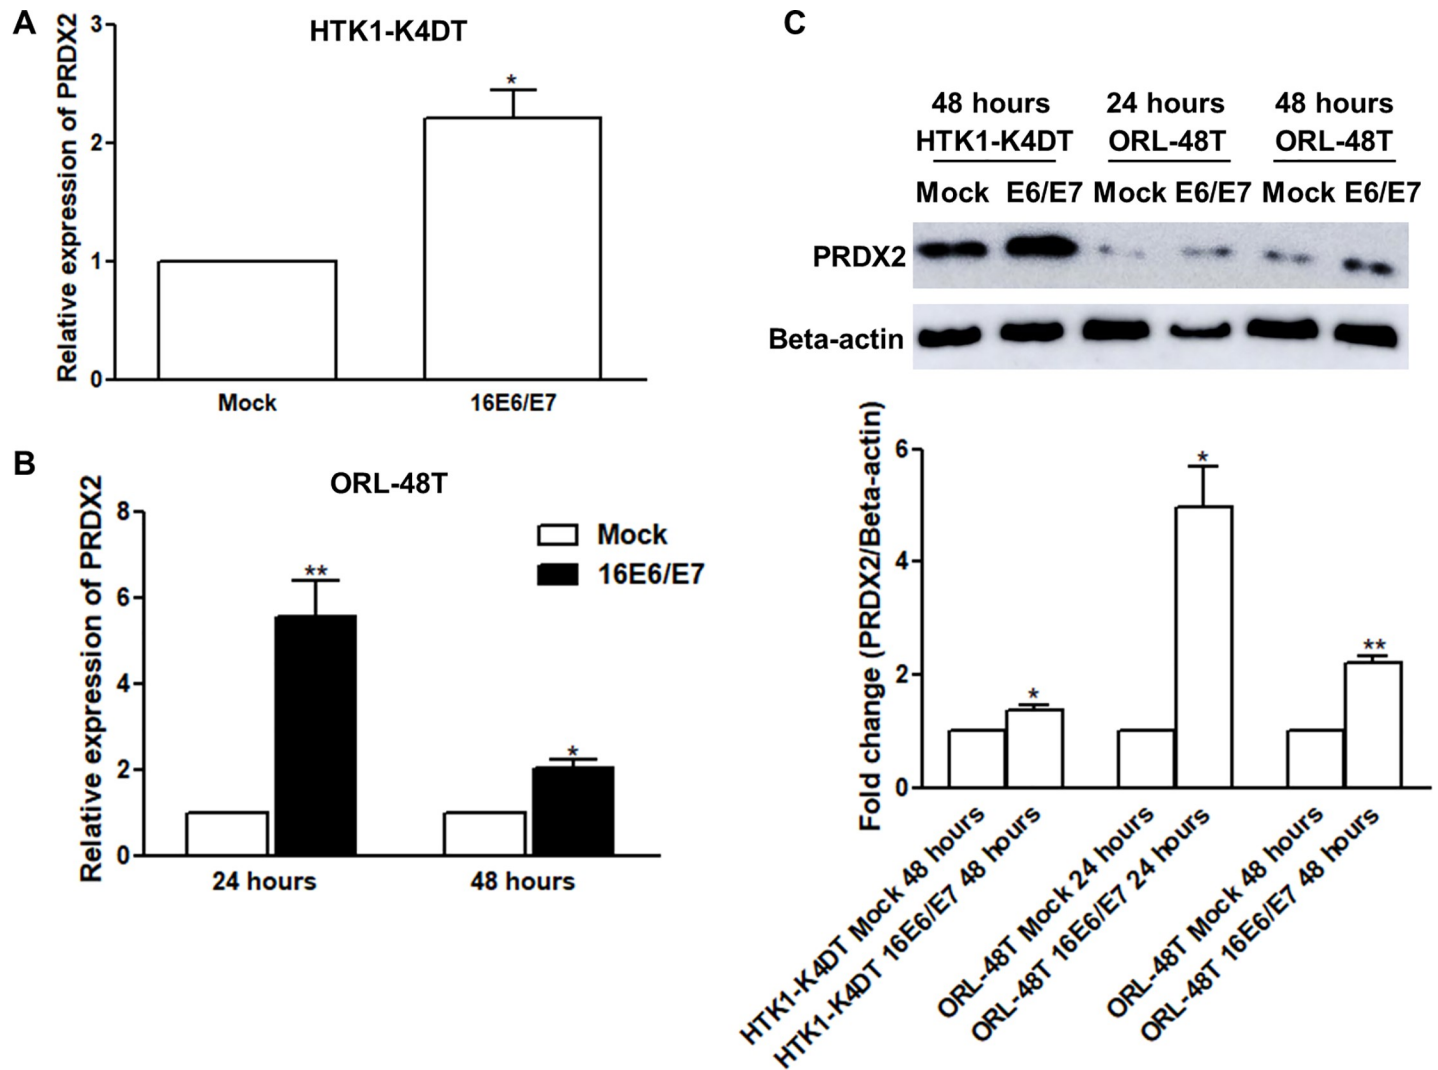 A
HTK1-K4DT
Relative expression of PRDX2
3
2
1
0
*
Mock
16E6/E7
B
ORL-48T
Relative expression of PRDX2
8
6
4
2
0
**
*
Mock
16E6/E7
24 hours
48 hours
C
48 hours
24 hours
48 hours
HTK1-K4DT
ORL-48T
ORL-48T
Mock E6/E7 Mock E6/E7 Mock E6/E7
PRDX2
Beta-actin
Fold change (PRDX2/Beta-actin)
6
4
2
0
*
*
**
HTK1-K4DT Mock 48 hours
HTK1-K4DT 16E6/E7 48 hours
ORL-48T Mock 24 hours
ORL-48T 16E6/E7 24 hours
ORL-48T Mock 48 hours
ORL-48T 16E6/E7 48 hours